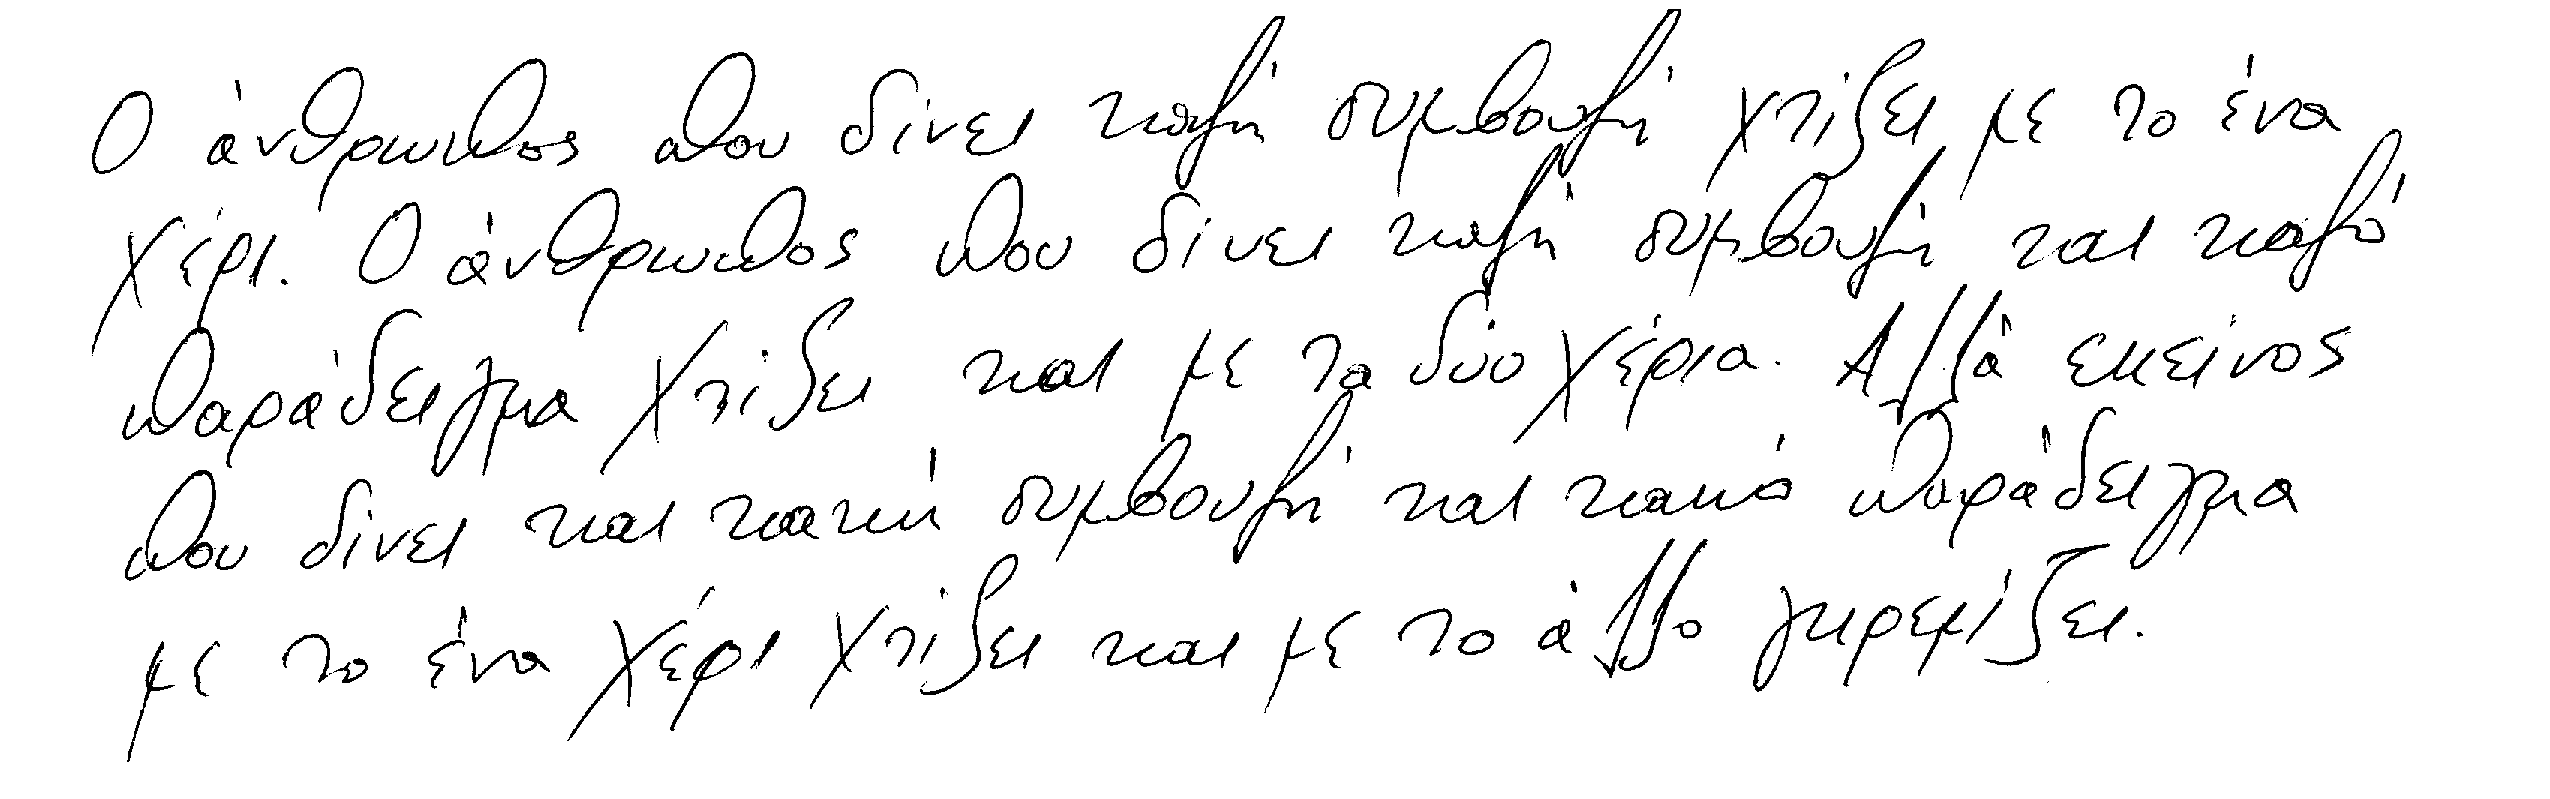 Ο άνθρωπος που δίνει καλή συμβουλή χτίζει με το ένα
χέρι. Ο άνθρωπος που δίνει καλή συμβουλή και καλό
παράδειγμα χτίζει και με τα δύο χέρια. Αλλά εκείνος
που δίνει και κακή συμβουλή και κακό παράδειγμα
με το ένα χέρι χτίζει και με το άλλο γκρεμίζει.